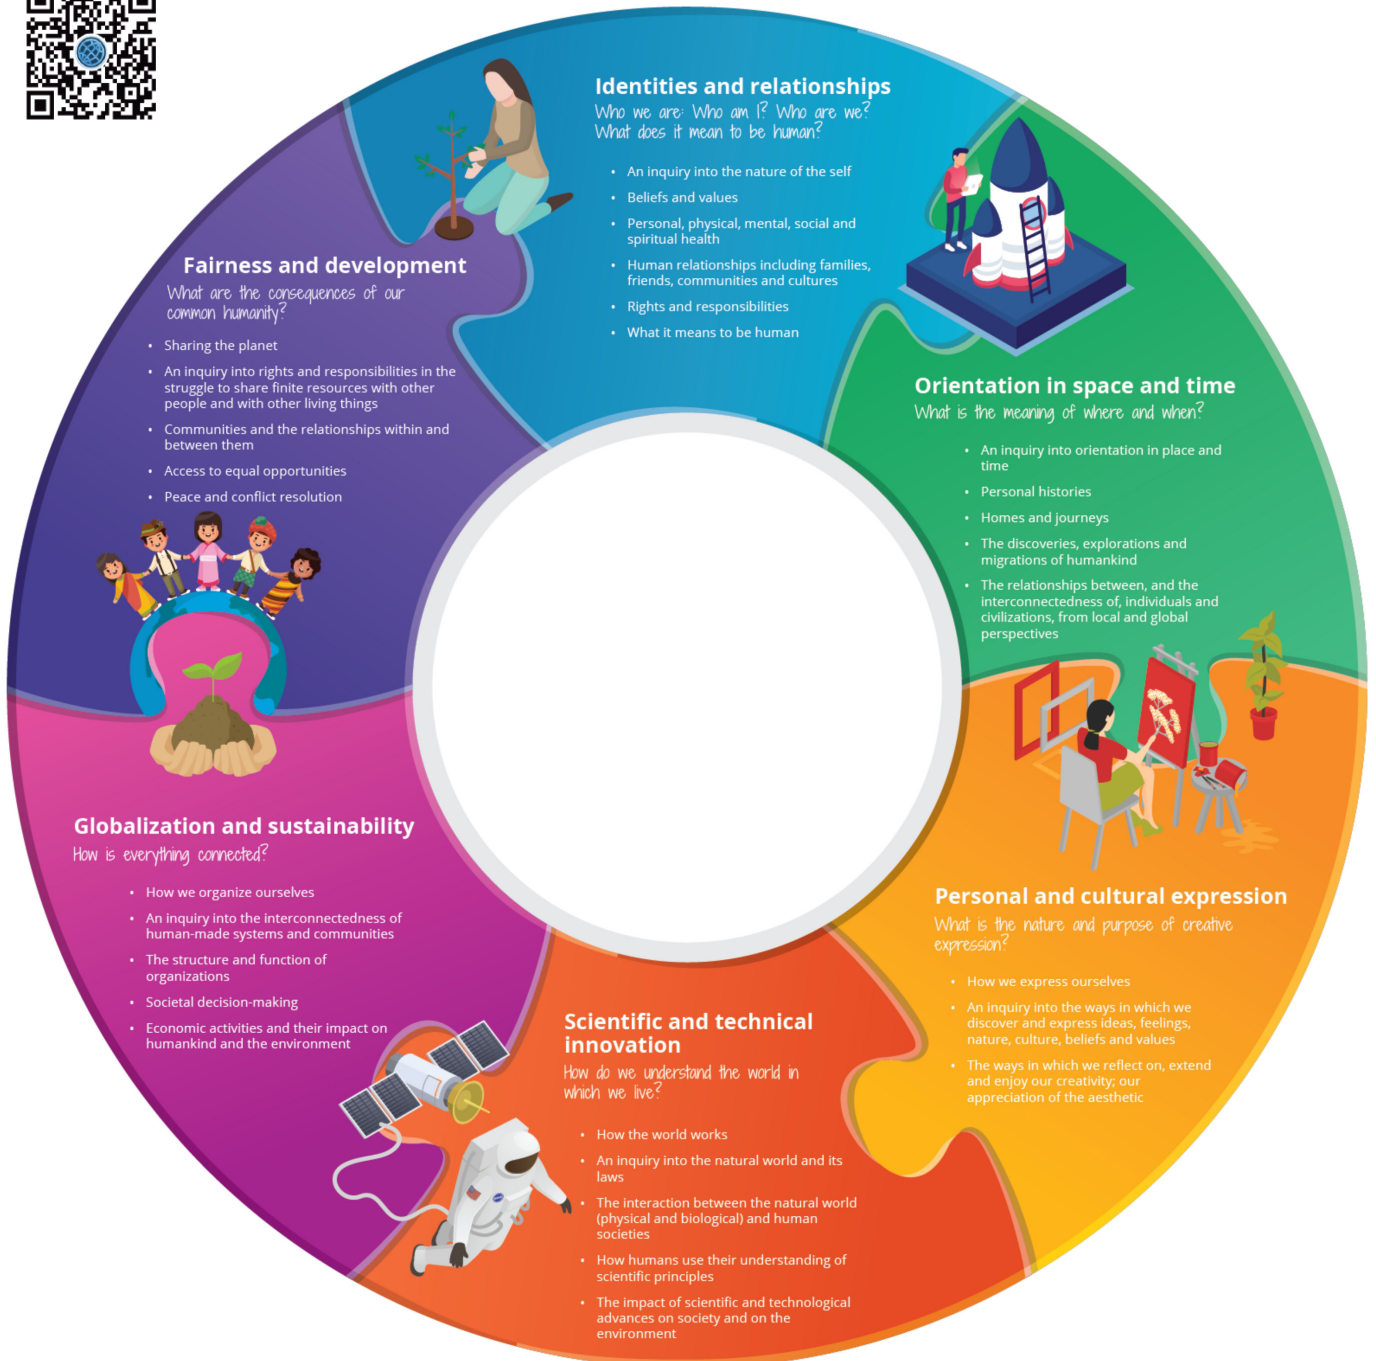 Identities and relationships
Who we are: Who am I? Who are we?
What does it mean to be human?
• An inquiry into the nature of the self
• Beliefs and values
• Personal, physical, mental, social and
spiritual health
• Human relationships including families,
friends, communities and cultures
• Rights and responsibilities
• What it means to be human
Orientation in space and time
What is the meaning of where and when?
• An inquiry into orientation in place and
time
• Personal histories
• Homes and journeys
• The discoveries, explorations and
migrations of humankind
• The relationships between, and the
interconnectedness of, individuals and
civilizations, from local and global
perspectives
Personal and cultural expression
What is the nature and purpose of creative
expression?
• How we express ourselves
• An inquiry into the ways in which we
discover and express ideas, feelings,
nature, culture, beliefs and values
• The ways in which we reflect on, extend
and enjoy our creativity; our
appreciation of the aesthetic
Scientific and technical
innovation
How do we understand the world in
which we live?
• How the world works
• An inquiry into the natural world and its
laws
• The interaction between the natural world
(physical and biological) and human
societies
• How humans use their understanding of
scientific principles
• The impact of scientific and technological
advances on society and on the
environment
Globalization and sustainability
How is everything connected?
• How we organize ourselves
• An inquiry into the interconnectedness of
human-made systems and communities
• The structure and function of
organizations
• Societal decision-making
• Economic activities and their impact on
humankind and the environment
Fairness and development
What are the consequences of our
common humanity?
• Sharing the planet
• An inquiry into rights and responsibilities in the
struggle to share finite resources with other
people and with other living things
• Communities and the relationships within and
between them
• Access to equal opportunities
• Peace and conflict resolution